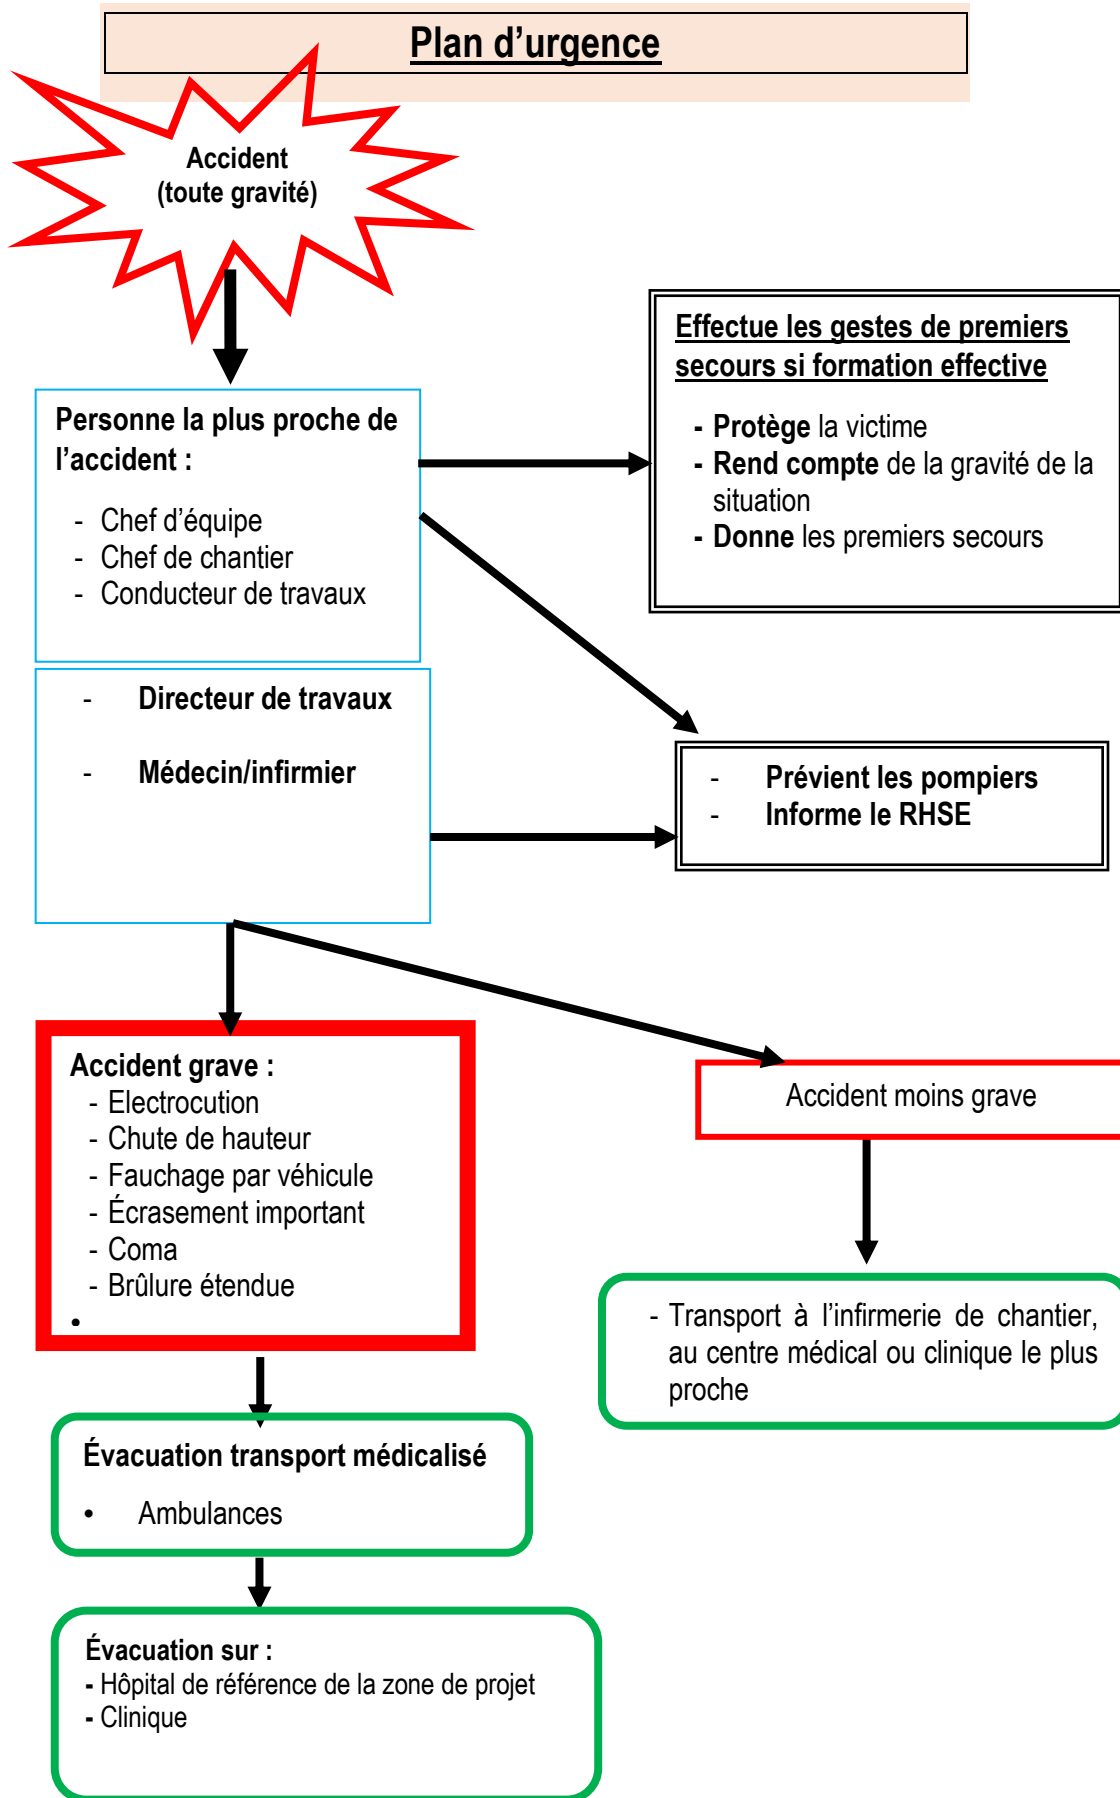 Plan d’urgence
Accident
(toute gravité)
Effectue les gestes de premiers
secours si formation effective
- Protège la victime
- Rend compte de la gravité de la
situation
- Donne les premiers secours
Personne la plus proche de
l’accident :
- Chef d’équipe
- Chef de chantier
- Conducteur de travaux
- Directeur de travaux
- Médecin/infirmier
- Prévient les pompiers
- Informe le RHSE
Accident grave :
- Electrocution
- Chute de hauteur
- Fauchage par véhicule
- Écrasement important
- Coma
- Brûlure étendue
•
Accident moins grave
- Transport à l’infirmerie de chantier,
au centre médical ou clinique le plus
proche
Évacuation transport médicalisé
• Ambulances
Évacuation sur :
- Hôpital de référence de la zone de projet
- Clinique